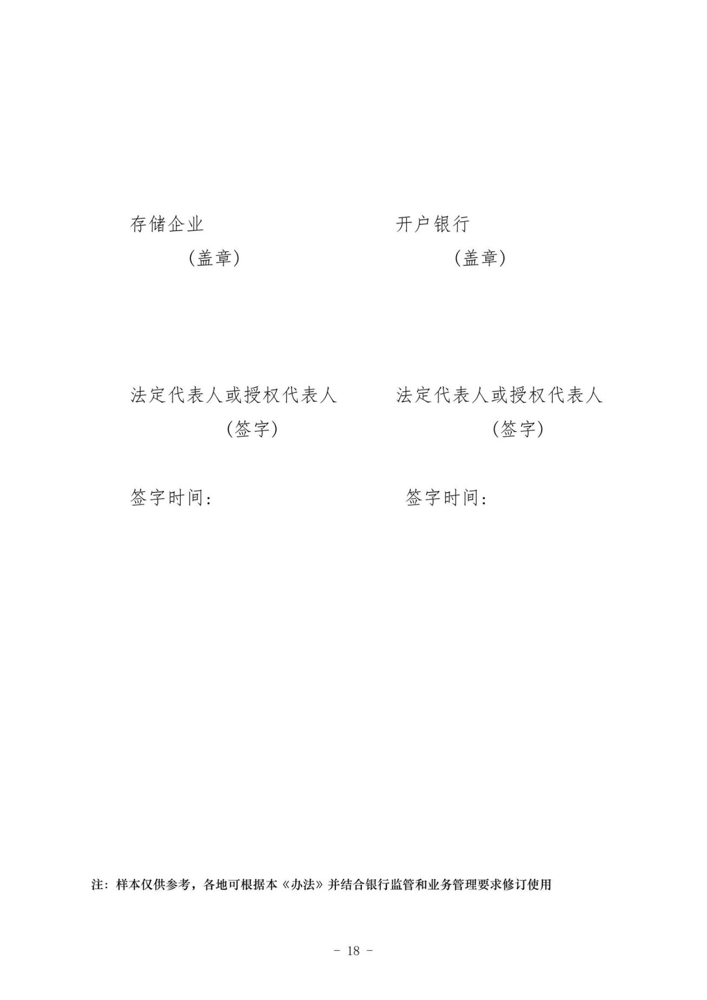 存储企业 开户银行
（盖章） （盖章）
法定代表人或授权代表人 法定代表人或授权代表人
（签字） （签字）
签字时间： 签字时间：
注：样本仅供参考，各地可根据本《办法》并结合银行监管和业务管理要求修订使用
- 18 -